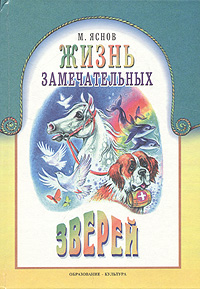 М. ЯСНОВ
ЖИЗНЬ
ЗАМЕЧАТЕЛЬНЫХ
ЗВЕРЕЙ
ОБРАЗОВАНИЕ - КУЛЬТУРА